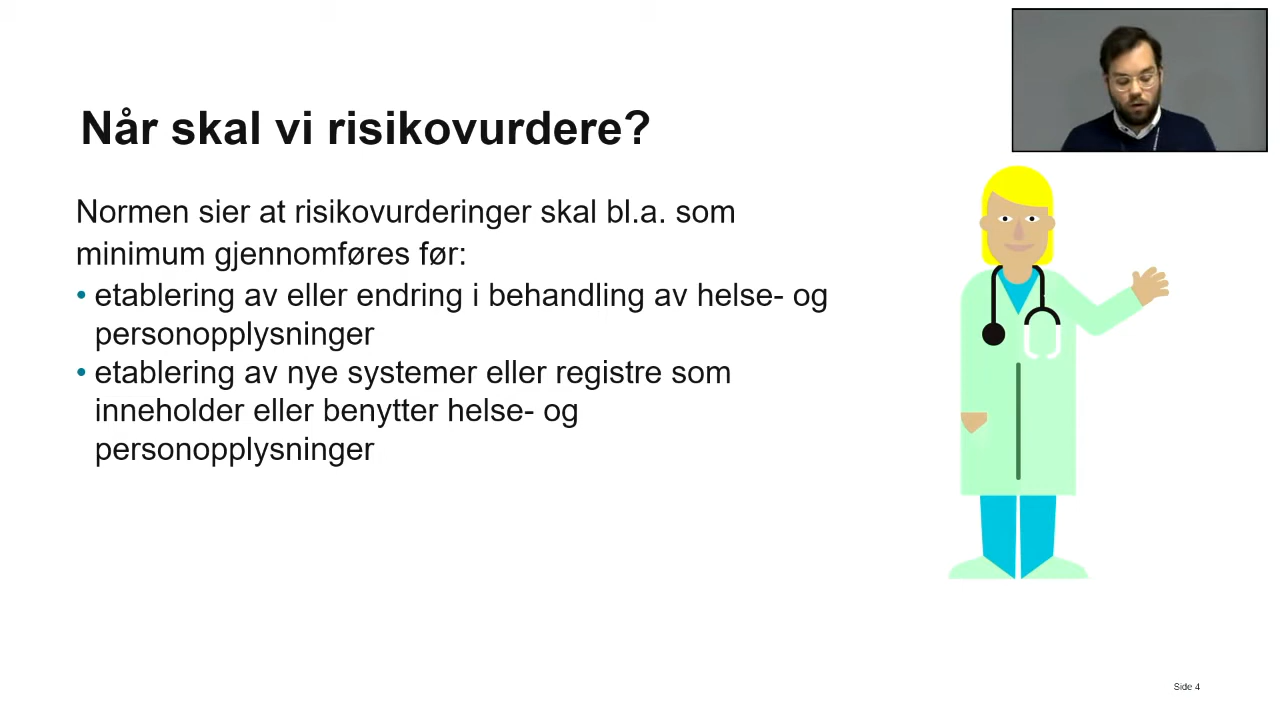 Når skal vi risikovurdere?
Normen sier at risikovurderinger skal bl.a. som
minimum gjennomføres før:
• etablering av eller endring i behandling av helse- og
personopplysninger
• etablering av nye systemer eller registre som
inneholder eller benytter helse- og
personopplysninger
Side 4